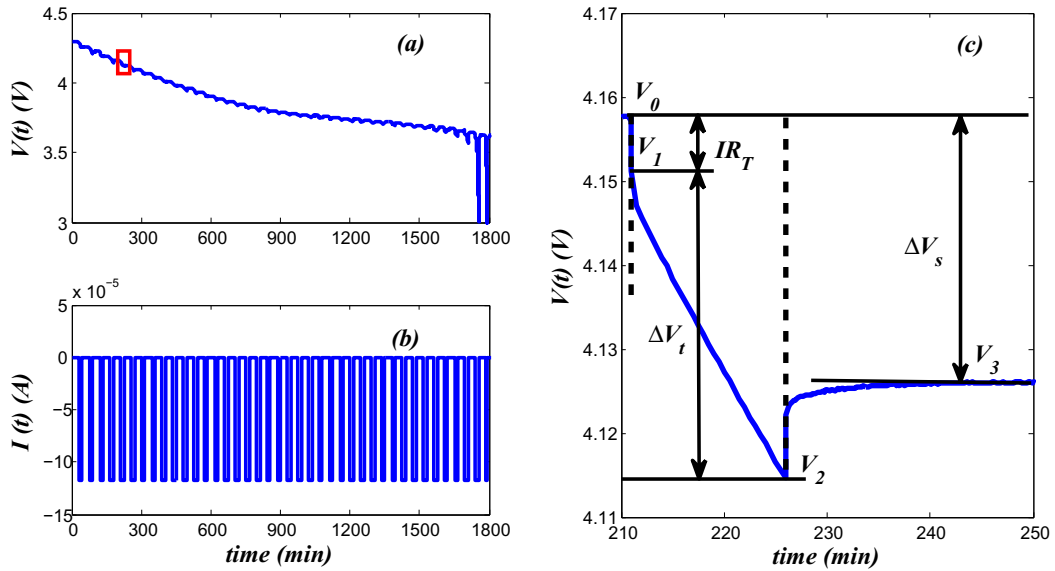 4.5
4
3.5
3
0
300
600
900
1200
1500
1800
V(t) (V)
(a)
x 10⁻⁵
5
0
−5
−10
−15
0
300
600
900
1200
1500
1800
I (t) (A)
time (min)
(b)
4.17
4.16
4.15
4.14
4.13
4.12
4.11
210
220
230
240
250
V(t) (V)
time (min)
(c)
V₀
V₁
IR_T
ΔVₛ
ΔVₜ
V₃
V₂